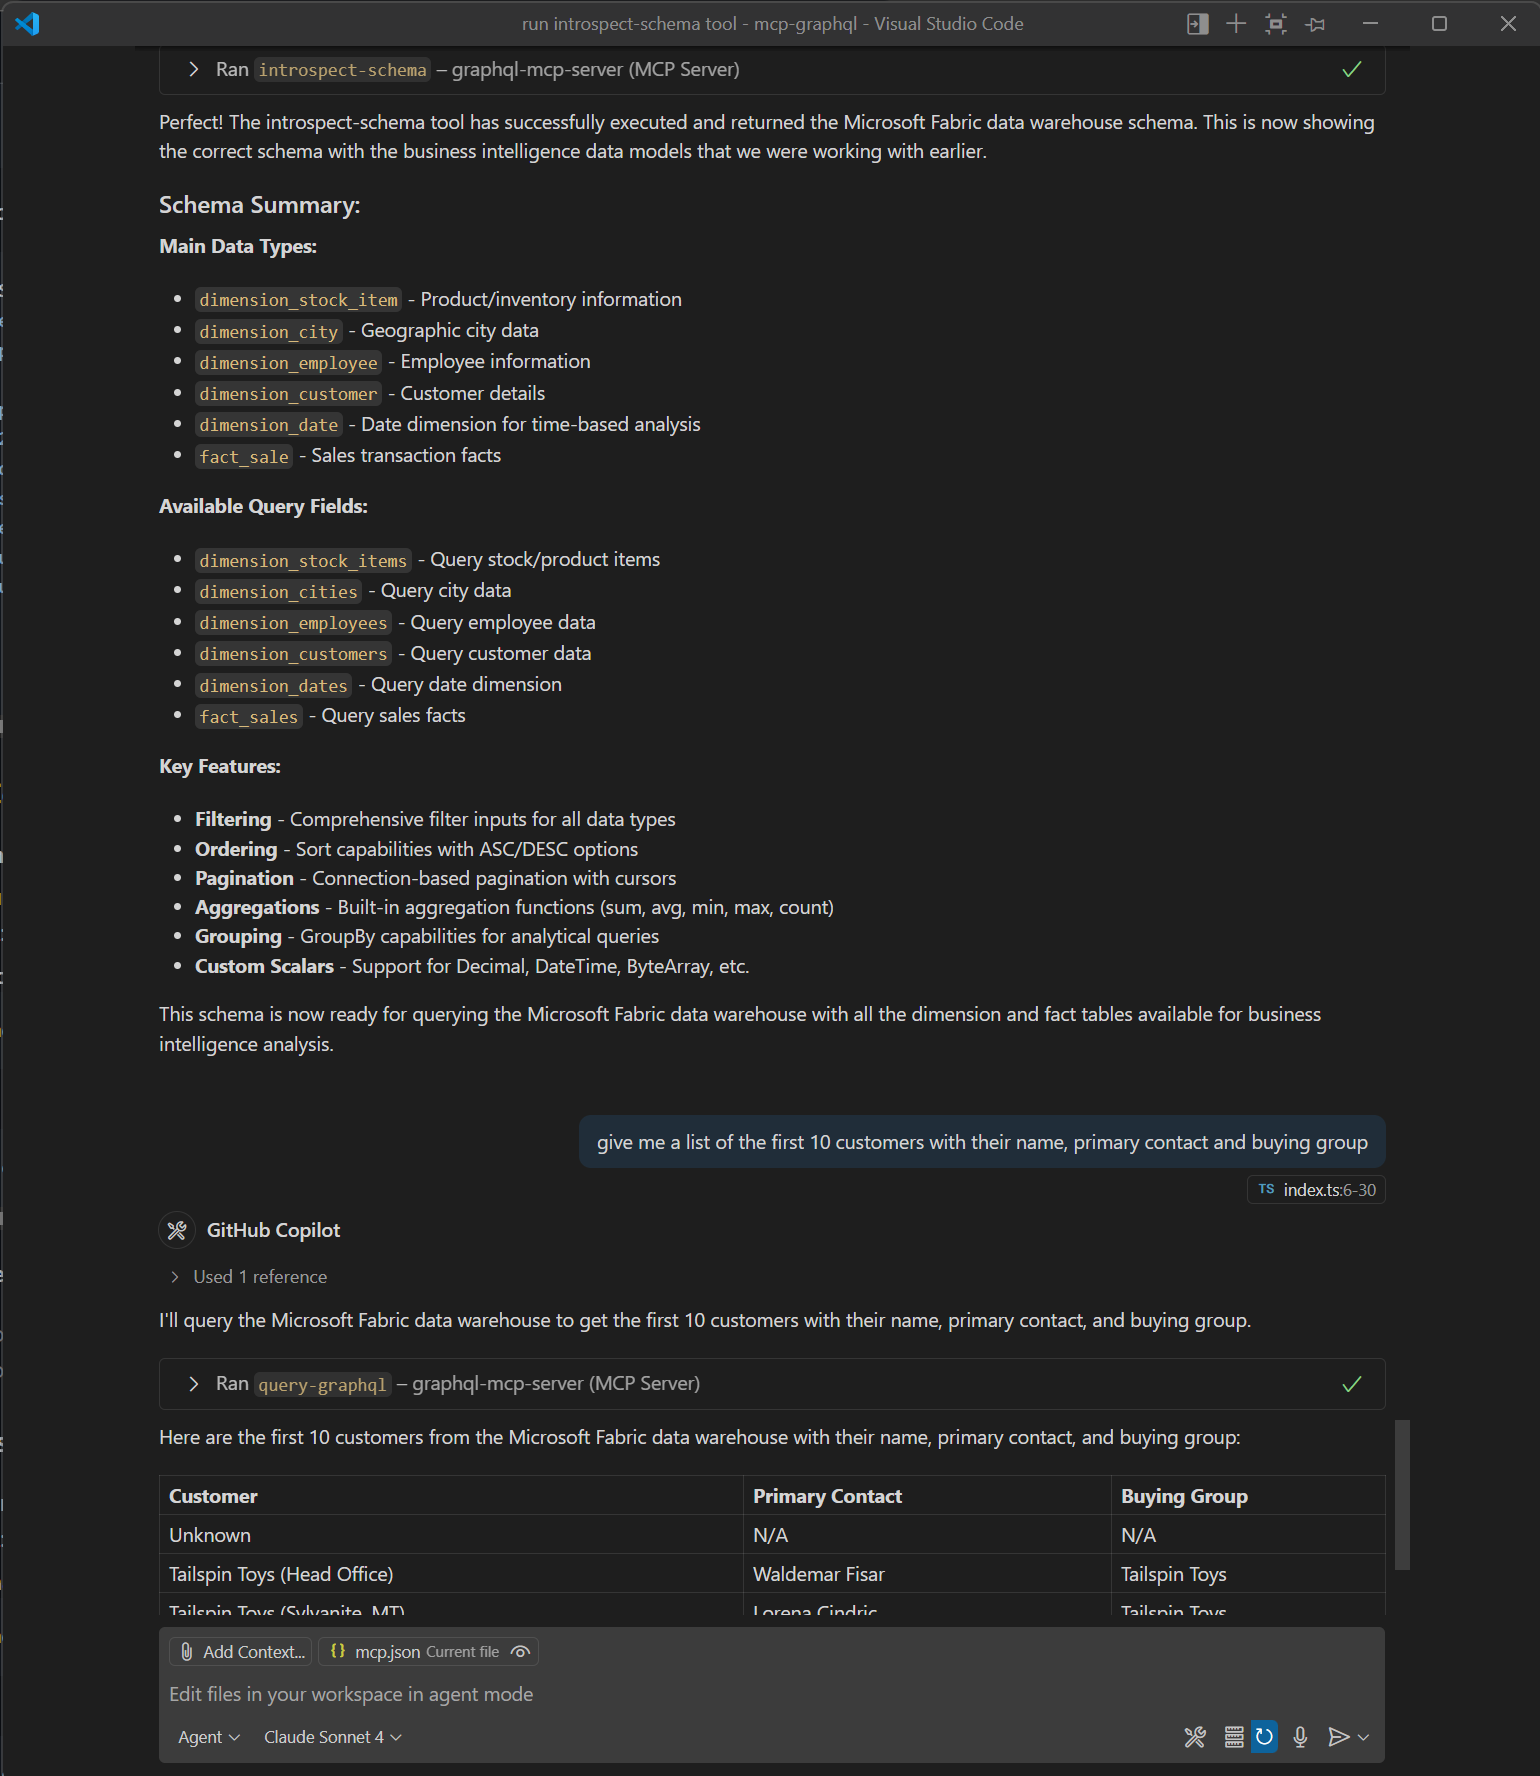 run introspect-schema tool - mcp-graphql - Visual Studio Code
Ran introspect-schema – graphql-mcp-server (MCP Server)
Perfect! The introspect-schema tool has successfully executed and returned the Microsoft Fabric data warehouse schema. This is now showing
the correct schema with the business intelligence data models that we were working with earlier.
Schema Summary:
Main Data Types:
• dimension_stock_item - Product/inventory information
• dimension_city - Geographic city data
• dimension_employee - Employee information
• dimension_customer - Customer details
• dimension_date - Date dimension for time-based analysis
• fact_sale - Sales transaction facts
Available Query Fields:
• dimension_stock_items - Query stock/product items
• dimension_cities - Query city data
• dimension_employees - Query employee data
• dimension_customers - Query customer data
• dimension_dates - Query date dimension
• fact_sales - Query sales facts
Key Features:
• Filtering - Comprehensive filter inputs for all data types
• Ordering - Sort capabilities with ASC/DESC options
• Pagination - Connection-based pagination with cursors
• Aggregations - Built-in aggregation functions (sum, avg, min, max, count)
• Grouping - GroupBy capabilities for analytical queries
• Custom Scalars - Support for Decimal, DateTime, ByteArray, etc.
This schema is now ready for querying the Microsoft Fabric data warehouse with all the dimension and fact tables available for business
intelligence analysis.
give me a list of the first 10 customers with their name, primary contact and buying group
TS index.ts:6-30
GitHub Copilot
Used 1 reference
I'll query the Microsoft Fabric data warehouse to get the first 10 customers with their name, primary contact, and buying group.
Ran query-graphql – graphql-mcp-server (MCP Server)
Here are the first 10 customers from the Microsoft Fabric data warehouse with their name, primary contact, and buying group:
Customer Primary Contact Buying Group
Unknown N/A N/A
Tailspin Toys (Head Office) Waldemar Fisar Tailspin Toys
Tailspin Toys (Sylvanite, MT) Lorena Cindric Tailspin Toys
Add Context... {} mcp.json Current file
Edit files in your workspace in agent mode
Agent Claude Sonnet 4